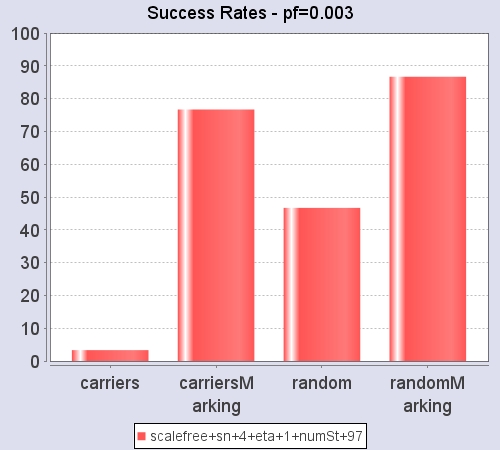 Success Rates - pf=0.003
100
90
80
70
60
50
40
30
20
10
0
carriers
carriersM
arking
random
randomM
arking
scalefree+sn+4+eta+1+numSt+97